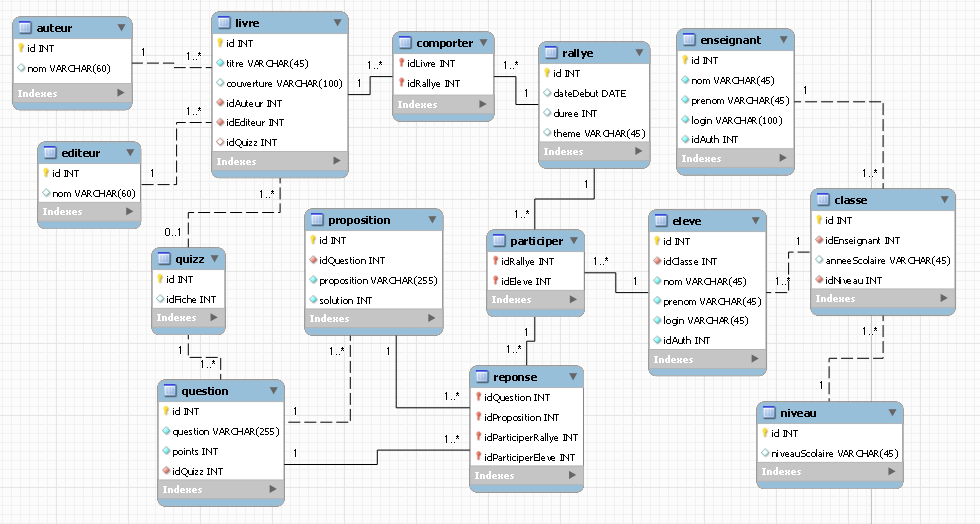 auteur
id INT
nom VARCHAR(60)
Indexes
1
1..*
livre
id INT
titre VARCHAR(45)
couverture VARCHAR(100)
idAuteur INT
idEditeur INT
idQuizz INT
Indexes
1
1..*
comporter
idLivre INT
idRallye INT
Indexes
1..*
1
rallye
id INT
dateDebut DATE
duree INT
theme VARCHAR(45)
Indexes
enseignant
id INT
nom VARCHAR(45)
prenom VARCHAR(45)
login VARCHAR(100)
idAuth INT
Indexes
1
1..*
editeur
id INT
nom VARCHAR(60)
Indexes
1
1..*
1..*
0..1
quizz
id INT
idFiche INT
Indexes
1
1..*
proposition
id INT
idQuestion INT
proposition VARCHAR(255)
solution INT
Indexes
1..*
1
1
1..*
participer
idRallye INT
idEleve INT
Indexes
1..*
1
1
1..*
eleve
id INT
idClasse INT
nom VARCHAR(45)
prenom VARCHAR(45)
login VARCHAR(45)
idAuth INT
Indexes
1
1..*
classe
id INT
idEnseignant INT
anneeScolaire VARCHAR(45)
idNiveau INT
Indexes
1..*
1
question
id INT
question VARCHAR(255)
points INT
idQuizz INT
Indexes
1
1
1..*
1..*
reponse
idQuestion INT
idProposition INT
idParticiperRallye INT
idParticiperEleve INT
Indexes
niveau
id INT
niveauScolaire VARCHAR(45)
Indexes